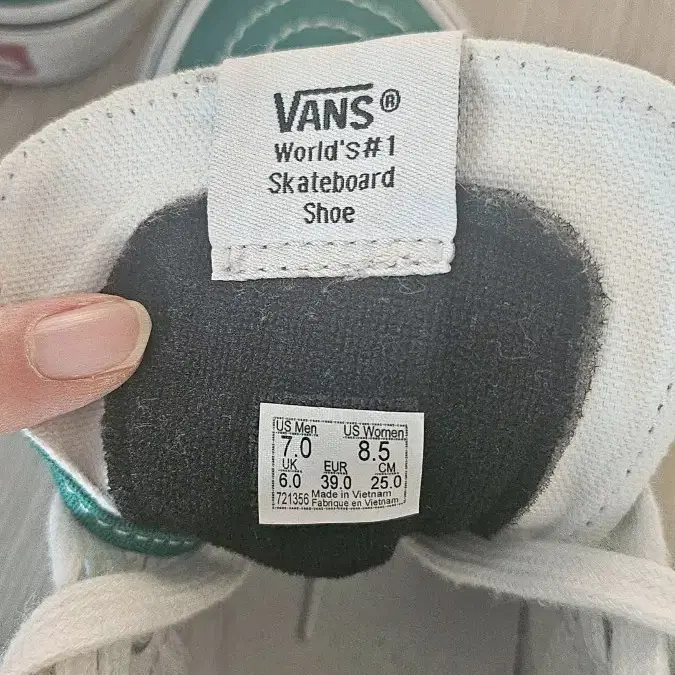 VANS®
World's#1
Skateboard
Shoe
US Men US Women
7.0 8.5
UK EUR CM
6.0 39.0 25.0
721356 Made in Vietnam
Fabrique en Vietnam